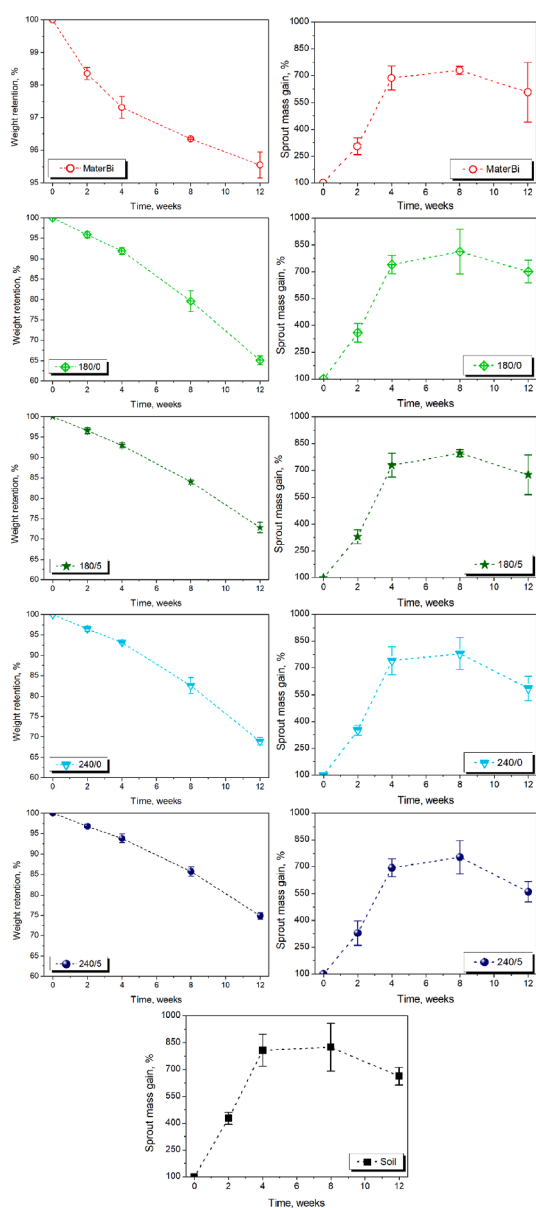 Weight retention, %
100
99
98
97
96
95
MaterBi
0 2 4 6 8 10 12
Time, weeks
Sprout mass gain, %
1000
850
700
550
400
250
100
MaterBi
0 2 4 6 8 10 12
Time, weeks
Weight retention, %
100
95
90
85
80
75
70
65
60
180/0
0 2 4 6 8 10 12
Time, weeks
Sprout mass gain, %
1000
850
700
550
400
250
100
180/0
0 2 4 6 8 10 12
Time, weeks
Weight retention, %
100
95
90
85
80
75
70
65
60
180/5
0 2 4 6 8 10 12
Time, weeks
Sprout mass gain, %
1000
850
700
550
400
250
100
180/5
0 2 4 6 8 10 12
Time, weeks
Weight retention, %
100
95
90
85
80
75
70
65
60
240/0
0 2 4 6 8 10 12
Time, weeks
Sprout mass gain, %
1000
850
700
550
400
250
100
240/0
0 2 4 6 8 10 12
Time, weeks
Weight retention, %
100
95
90
85
80
75
70
65
60
240/5
0 2 4 6 8 10 12
Time, weeks
Sprout mass gain, %
1000
850
700
550
400
250
100
240/5
0 2 4 6 8 10 12
Time, weeks
Sprout mass gain, %
1000
850
700
550
400
250
100
Soil
0 2 4 6 8 10 12
Time, weeks